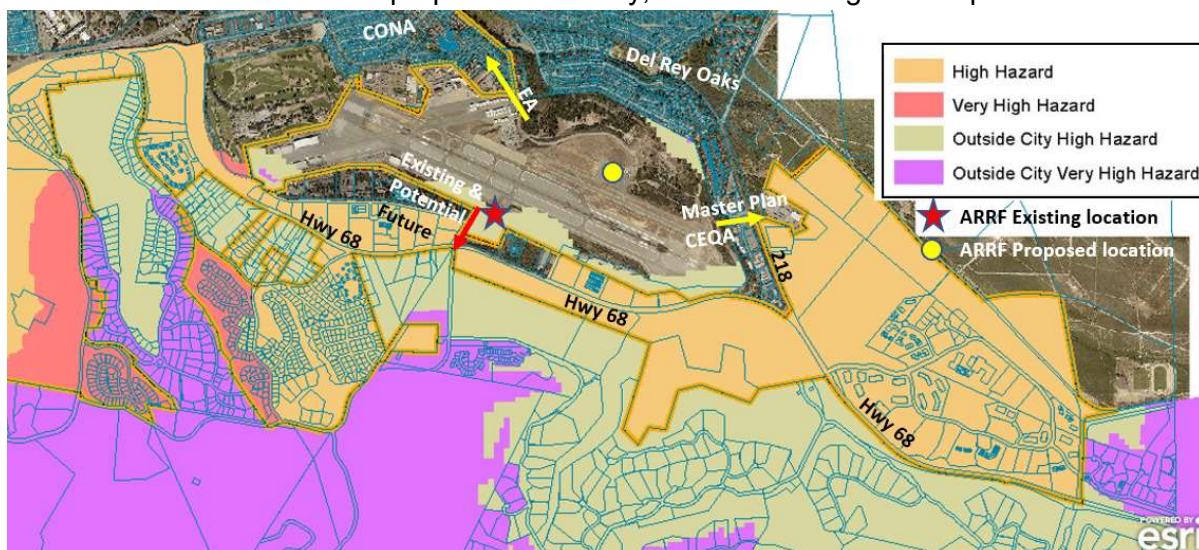 CONA
Del Rey Oaks
EA
Existing &
Potential
Future
Hwy 68
Master Plan
CEQA
218
Hwy 68
Hwy 68
High Hazard
Very High Hazard
Outside City High Hazard
Outside City Very High Hazard
ARRF Existing location
ARRF Proposed location
POWERED BY
esri